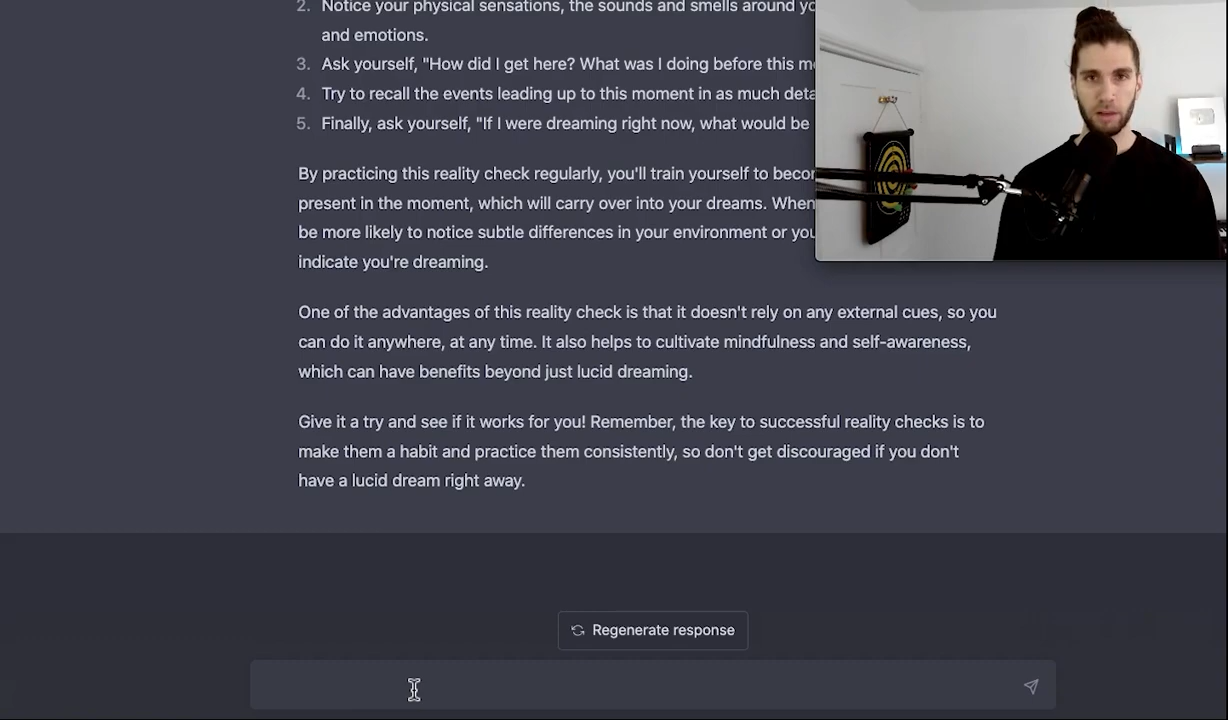 2. Notice your physical sensations, the sounds and smells around
and emotions.
3. Ask yourself, "How did I get here? What was I doing before this
4. Try to recall the events leading up to this moment in as much
5. Finally, ask yourself, "If I were dreaming right now, what would be
By practicing this reality check regularly, you'll train yourself to
present in the moment, which will carry over into your dreams. When
be more likely to notice subtle differences in your environment or
indicate you're dreaming.
One of the advantages of this reality check is that it doesn't rely on any external cues, so you
can do it anywhere, at any time. It also helps to cultivate mindfulness and self-awareness,
which can have benefits beyond just lucid dreaming.
Give it a try and see if it works for you! Remember, the key to successful reality checks is to
make them a habit and practice them consistently, so don't get discouraged if you don't
have a lucid dream right away.
Regenerate response